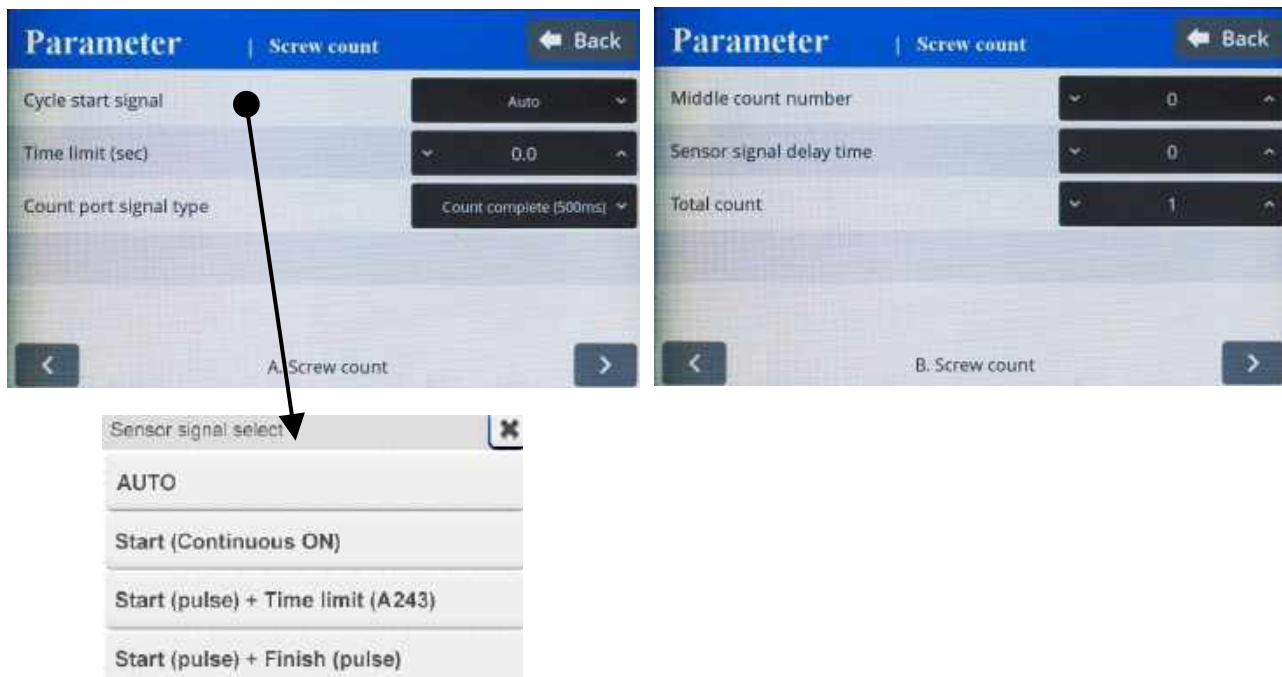 Parameter | Screw count Back
Cycle start signal Auto
Time limit (sec) 0.0
Count port signal type Count complete (500ms)
A. Screw count
Parameter | Screw count Back
Middle count number 0
Sensor signal delay time 0
Total count 1
B. Screw count
Sensor signal select
AUTO
Start (Continuous ON)
Start (pulse) + Time limit (A243)
Start (pulse) + Finish (pulse)